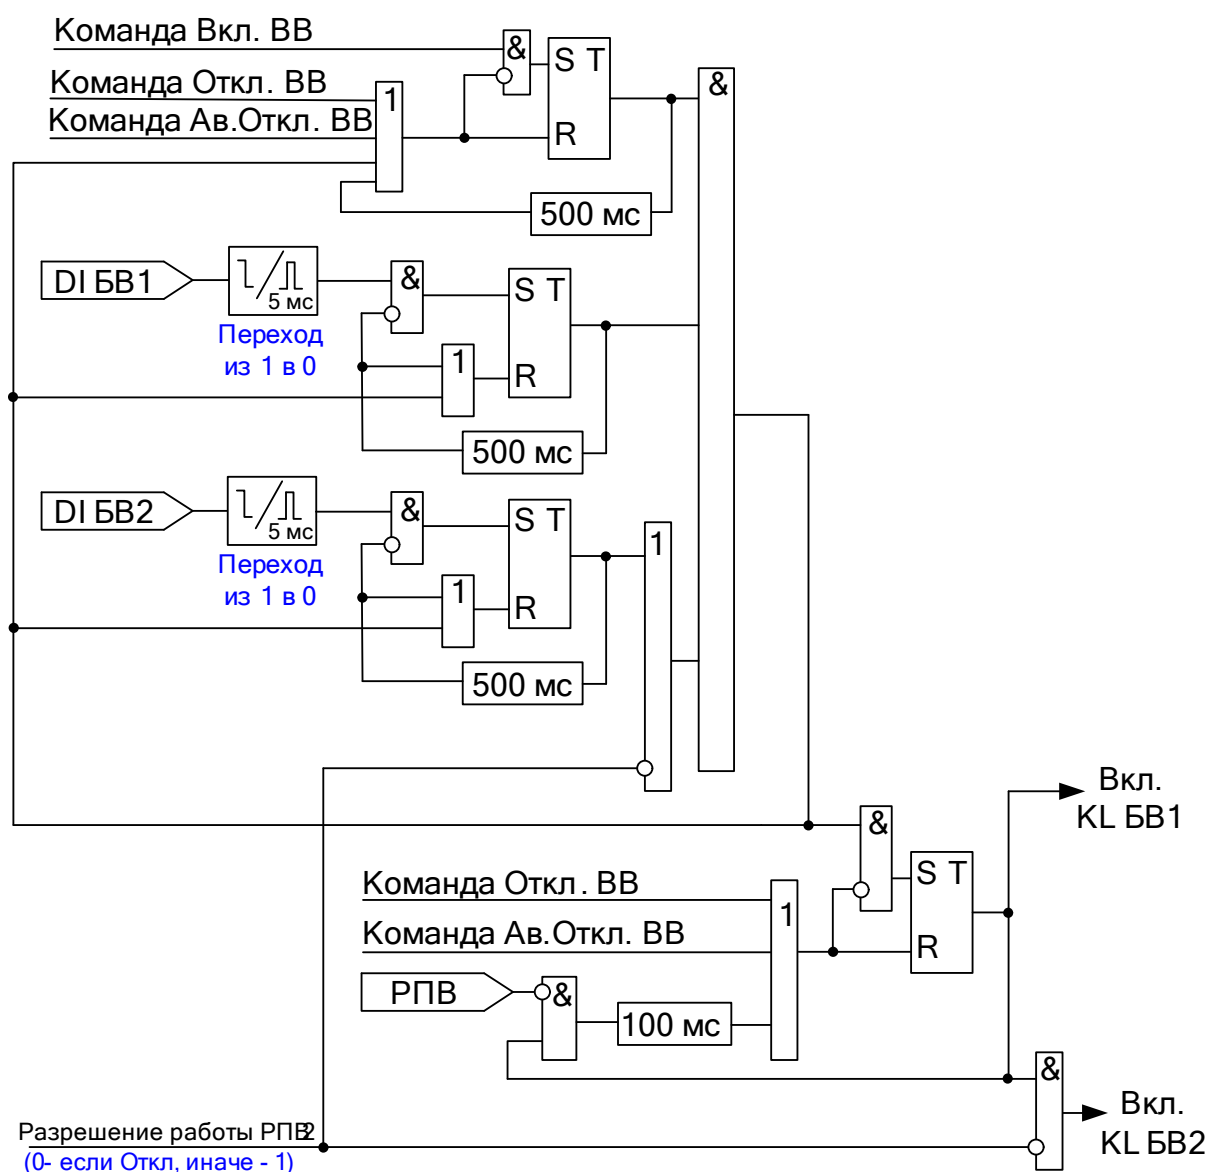 Команда Вкл. ВВ
&
S T
Команда Откл. ВВ
1
&
Команда Ав.Откл. ВВ
R
500 мс
DI БВ1
5 мс
&
S T
Переход
из 1 в 0
1
R
500 мс
DI БВ2
5 мс
&
S T
1
Переход
из 1 в 0
1
R
500 мс
Вкл.
KL БВ1
&
S T
Команда Откл. ВВ
1
Команда Ав.Откл. ВВ
R
РПВ
&
100 мс
&
Вкл.
KL БВ2
Разрешение работы РПВ2
(0- если Откл, иначе - 1)